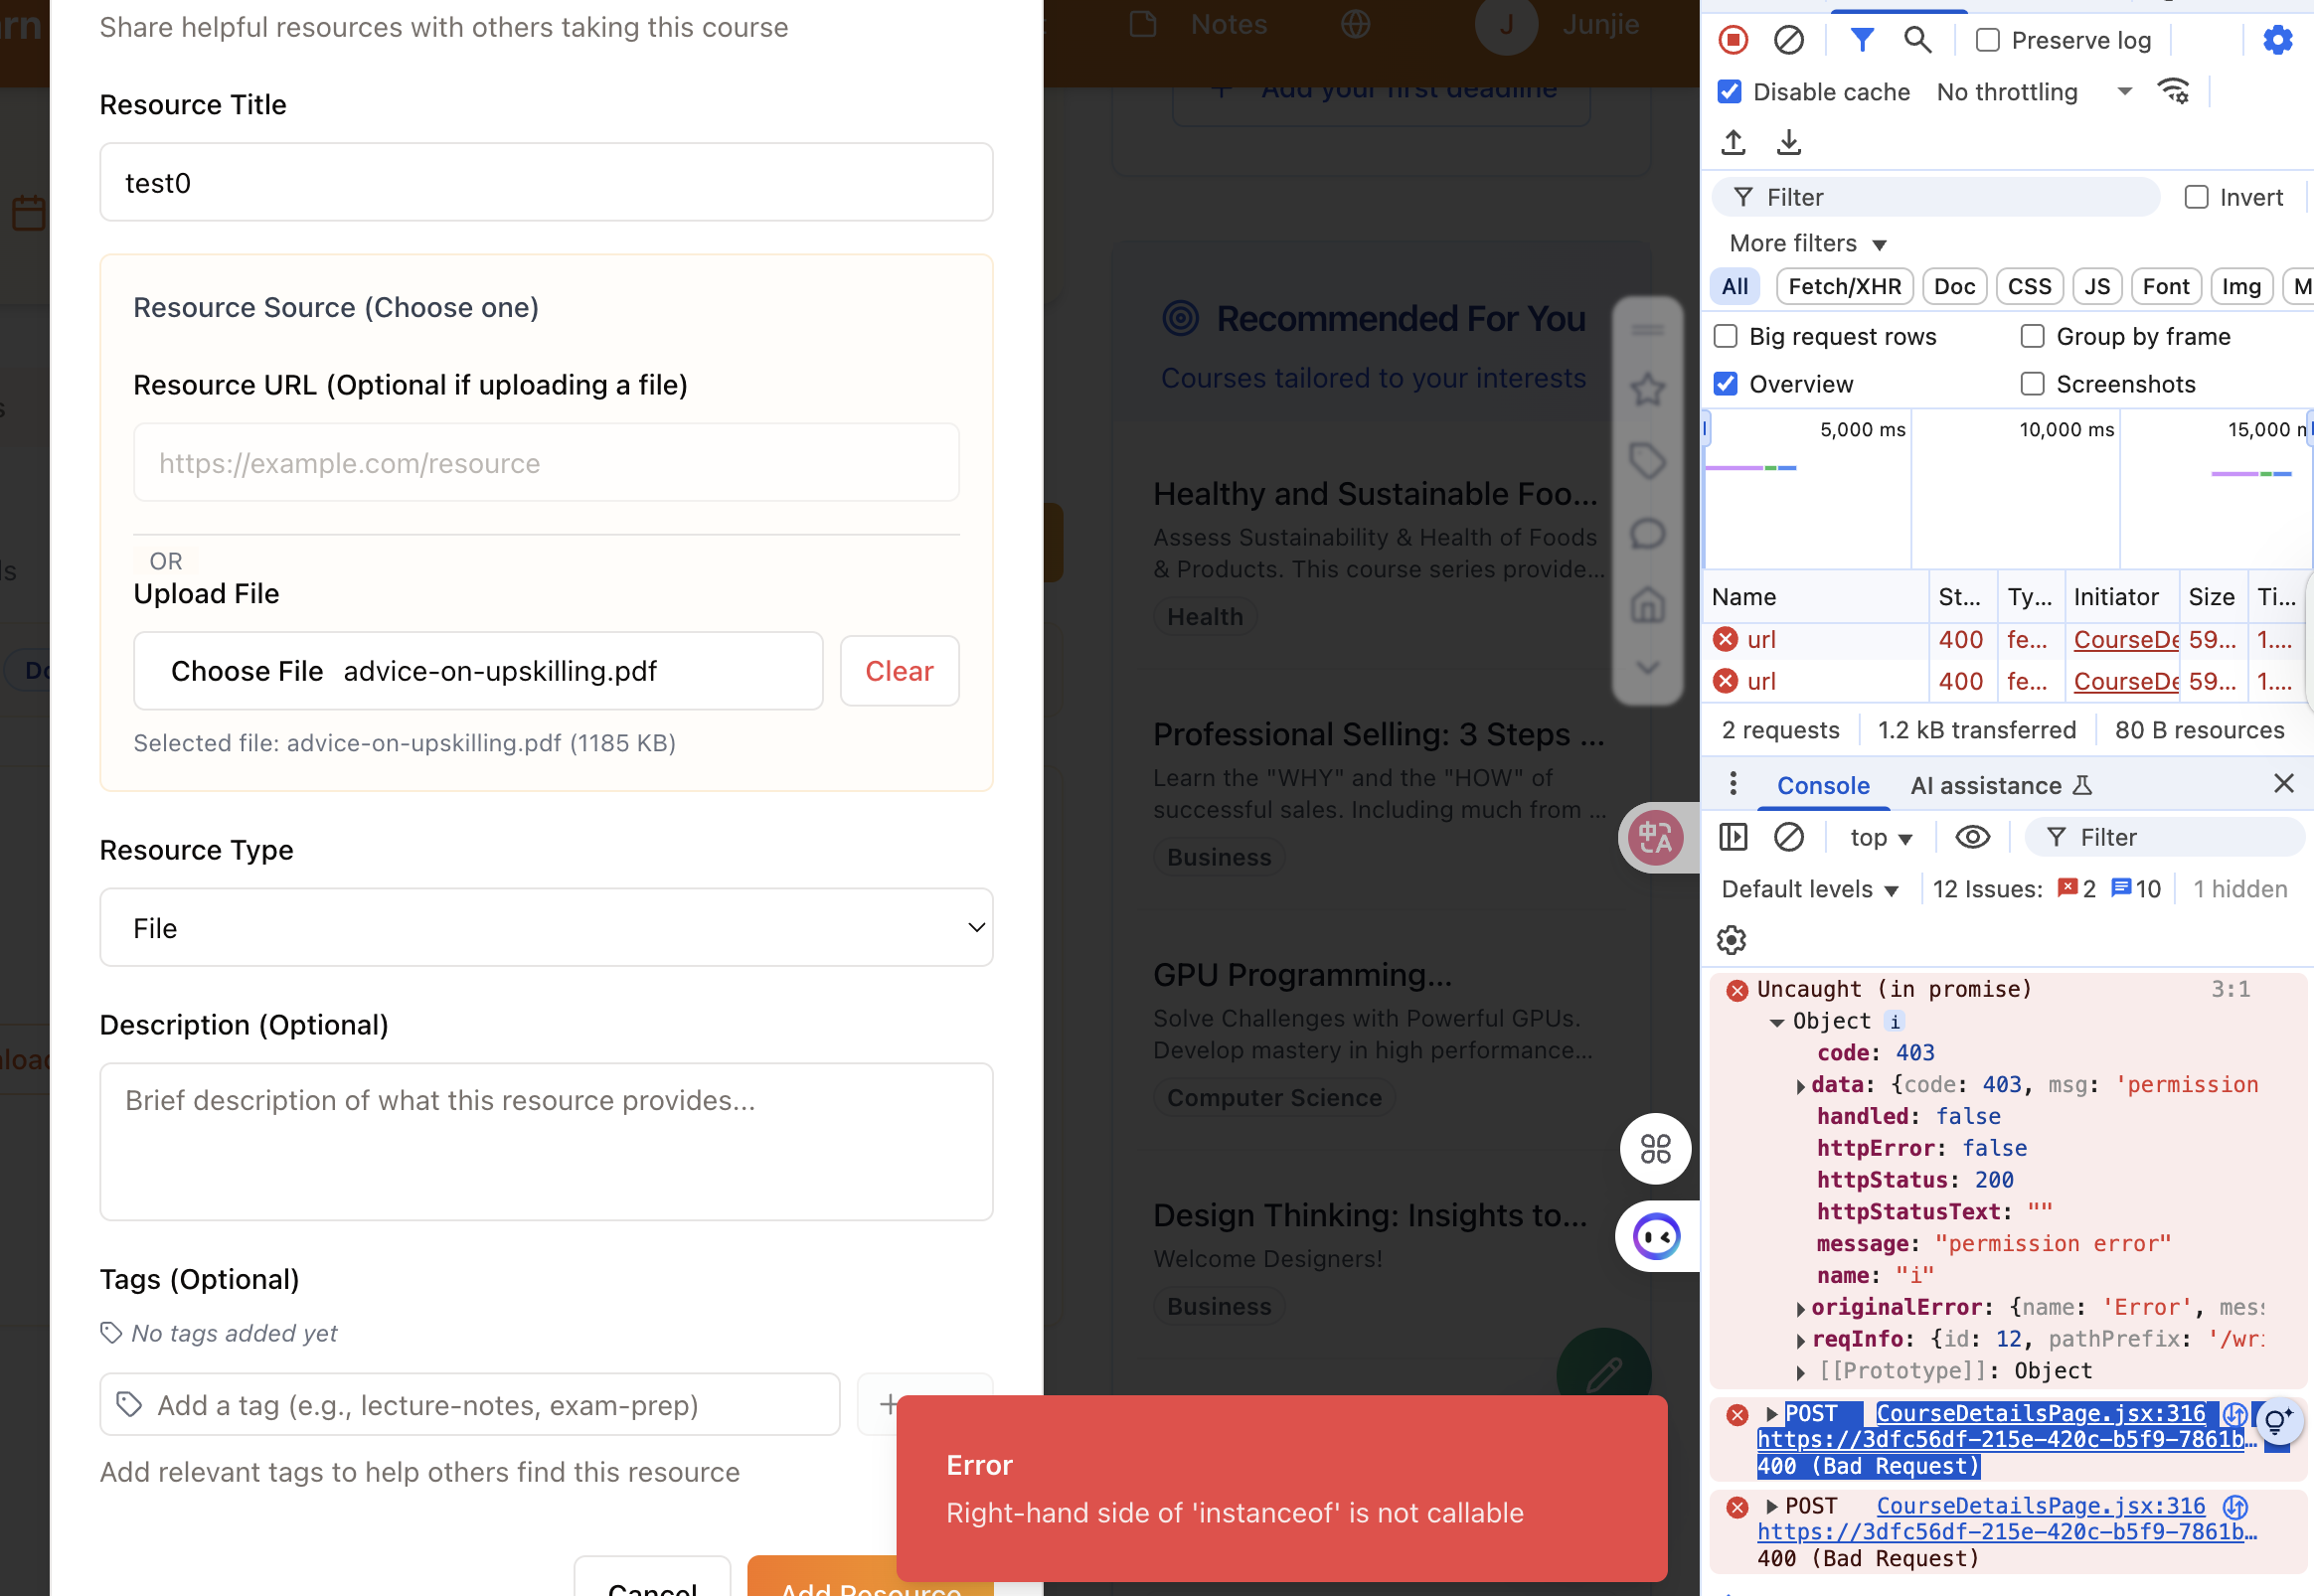 Share helpful resources with others taking this course
Resource Title
test0
Resource Source (Choose one)
Resource URL (Optional if uploading a file)
https://example.com/resource
OR
Upload File
Choose File advice-on-upskilling.pdf
Clear
Selected file: advice-on-upskilling.pdf (1185 KB)
Resource Type
File
Description (Optional)
Brief description of what this resource provides...
Tags (Optional)
No tags added yet
Add a tag (e.g., lecture-notes, exam-prep)
+
Add relevant tags to help others find this resource
Cancel
Add Resource
Notes
J
Junjie
+ Add your first deadline
Recommended For You
Courses tailored to your interests
Healthy and Sustainable Foo...
Assess Sustainability & Health of Foods
& Products. This course series provide...
Health
Professional Selling: 3 Steps ...
Learn the "WHY" and the "HOW" of
successful sales. Including much from ...
Business
GPU Programming...
Solve Challenges with Powerful GPUs.
Develop mastery in high performance...
Computer Science
Design Thinking: Insights to...
Welcome Designers!
Business
中A
Error
Right-hand side of 'instanceof' is not callable
Preserve log
Disable cache
No throttling
Filter
Invert
More filters
All
Fetch/XHR
Doc
CSS
JS
Font
Img
M
Big request rows
Group by frame
Overview
Screenshots
5,000 ms
10,000 ms
15,000 m
Name St... Ty... Initiator Size Ti...
url 400 fe... CourseDe 59... 1....
url 400 fe... CourseDe 59... 1....
2 requests
1.2 kB transferred
80 B resources
Console
AI assistance
top
Filter
Default levels
12 Issues: 2 10
1 hidden
Uncaught (in promise) 3:1
Object i
code: 403
data: {code: 403, msg: 'permission
handled: false
httpError: false
httpStatus: 200
httpStatusText: ""
message: "permission error"
name: "i"
originalError: {name: 'Error', mess
reqInfo: {id: 12, pathPrefix: '/wri
[[Prototype]]: Object
POST CourseDetailsPage.jsx:316
https://3dfc56df-215e-420c-b5f9-7861b…
400 (Bad Request)
POST CourseDetailsPage.jsx:316
https://3dfc56df-215e-420c-b5f9-7861b…
400 (Bad Request)